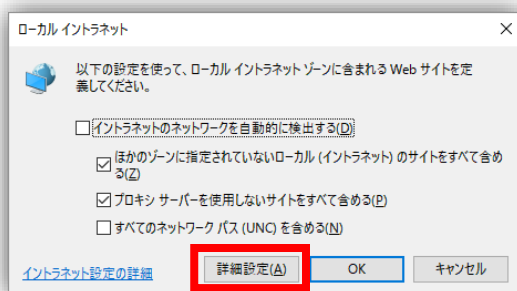 ローカル イントラネット
以下の設定を使って、ローカル イントラネット ゾーンに含まれる Web サイトを定
義してください。
イントラネットのネットワークを自動的に検出する(D)
ほかのゾーンに指定されていないローカル (イントラネット) のサイトをすべて含め
る(Z)
プロキシ サーバーを使用しないサイトをすべて含める(P)
すべてのネットワーク パス (UNC) を含める(N)
イントラネット設定の詳細
詳細設定(A)
OK
キャンセル